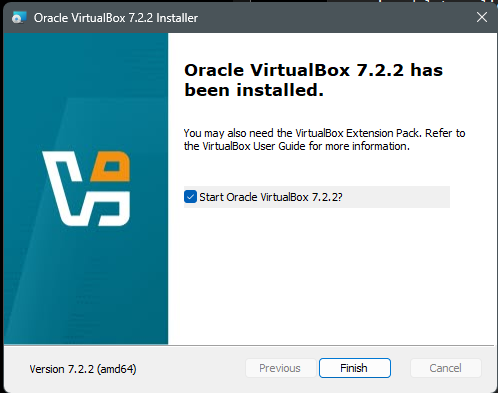 Oracle VirtualBox 7.2.2 Installer
Oracle VirtualBox 7.2.2 has
been installed.
You may also need the VirtualBox Extension Pack. Refer to
the VirtualBox User Guide for more information.
Start Oracle VirtualBox 7.2.2?
Version 7.2.2 (amd64)
Previous
Finish
Cancel